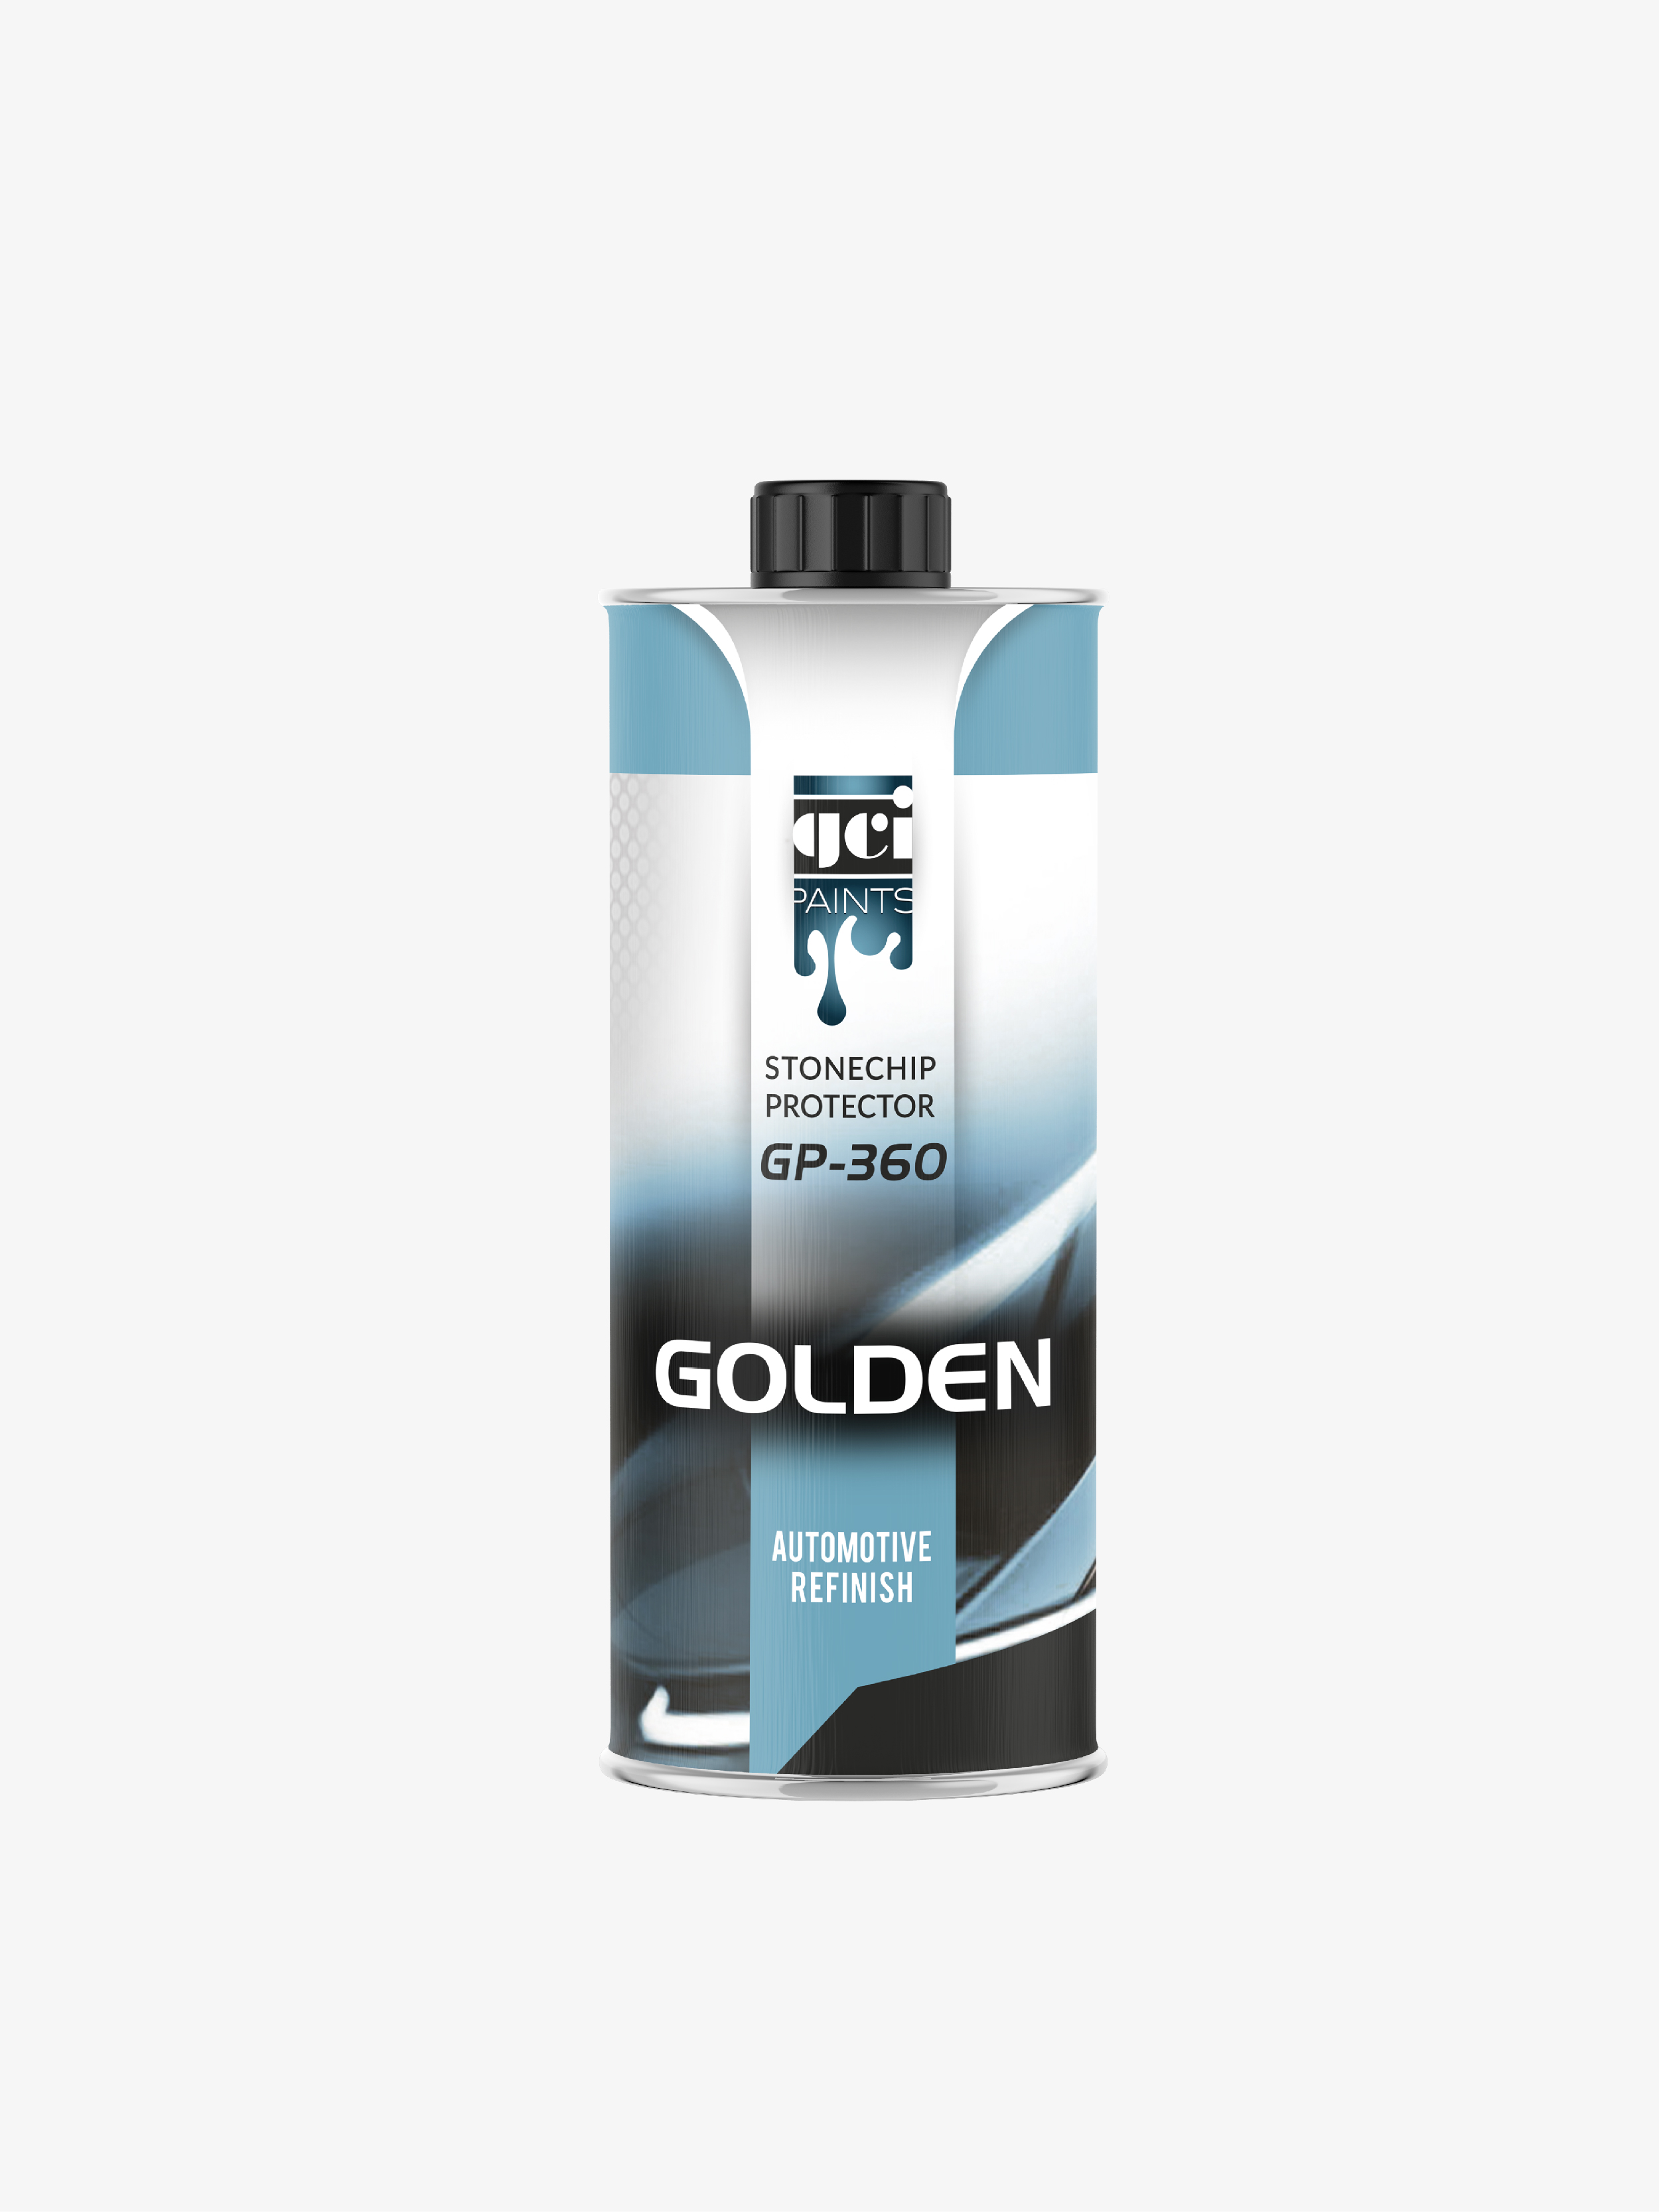 gci
PAINTS
STONECHIP
PROTECTOR
GP-360
GOLDEN
AUTOMOTIVE
REFINISH